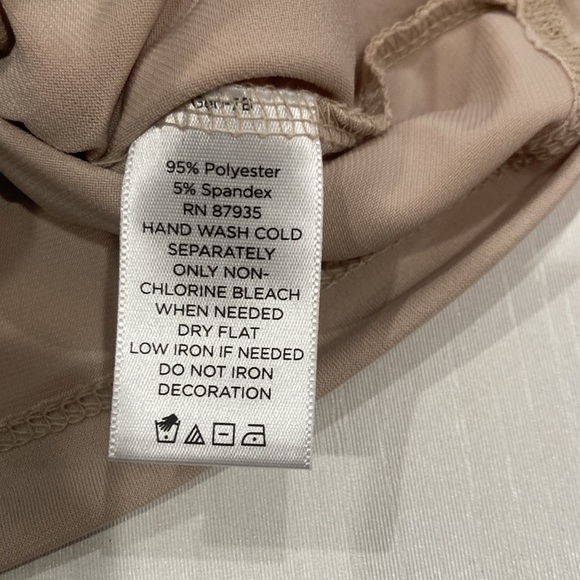 95% Polyester
5% Spandex
RN 87935
HAND WASH COLD
SEPARATELY
ONLY NON-
CHLORINE BLEACH
WHEN NEEDED
DRY FLAT
LOW IRON IF NEEDED
DO NOT IRON
DECORATION